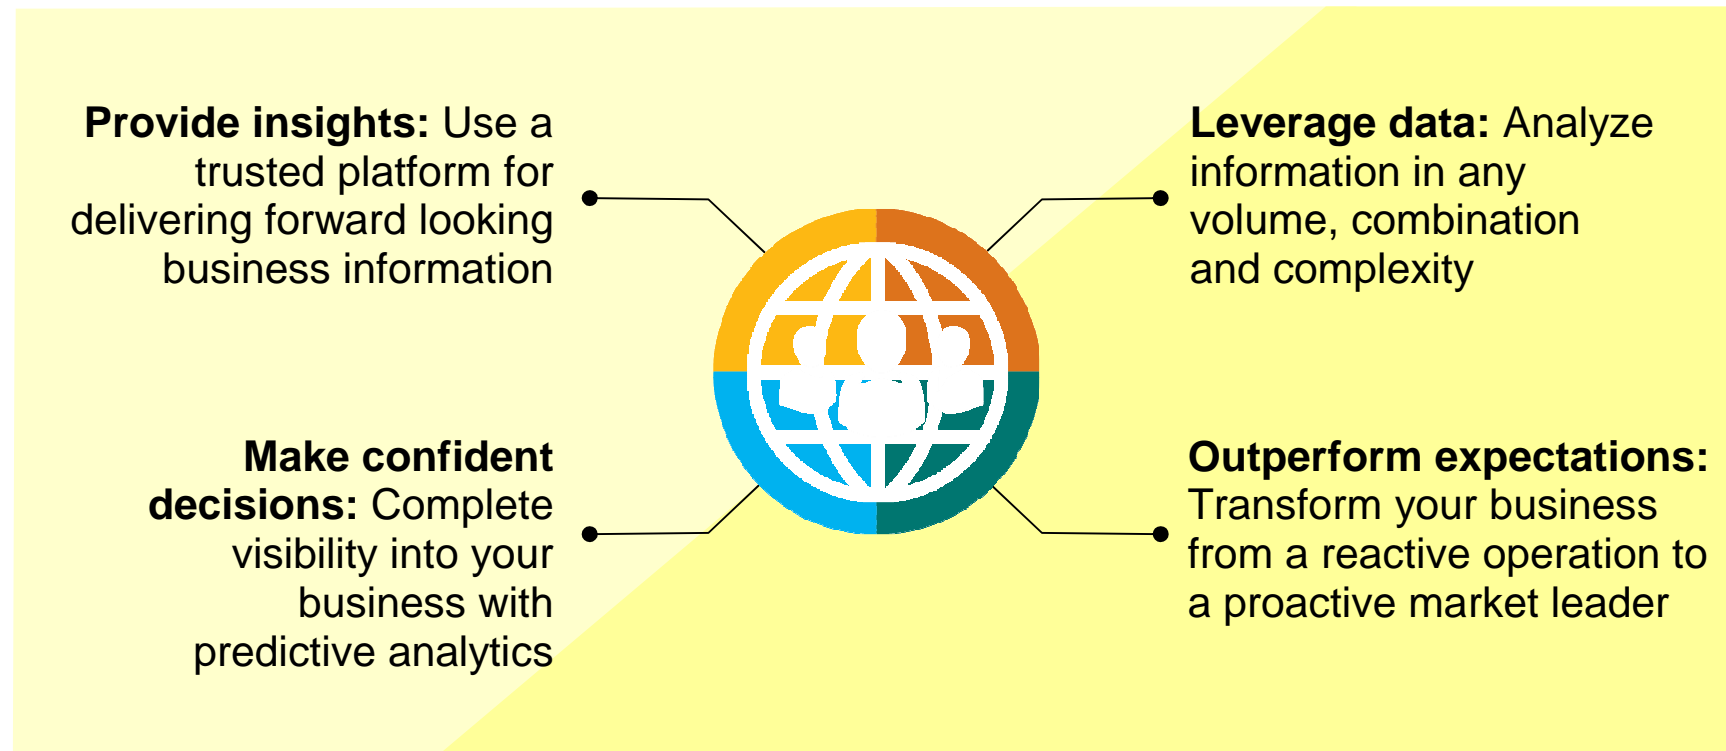 Provide insights: Use a
trusted platform for
delivering forward looking
business information
Leverage data: Analyze
information in any
volume, combination
and complexity
Make confident
decisions: Complete
visibility into your
business with
predictive analytics
Outperform expectations:
Transform your business
from a reactive operation to
a proactive market leader